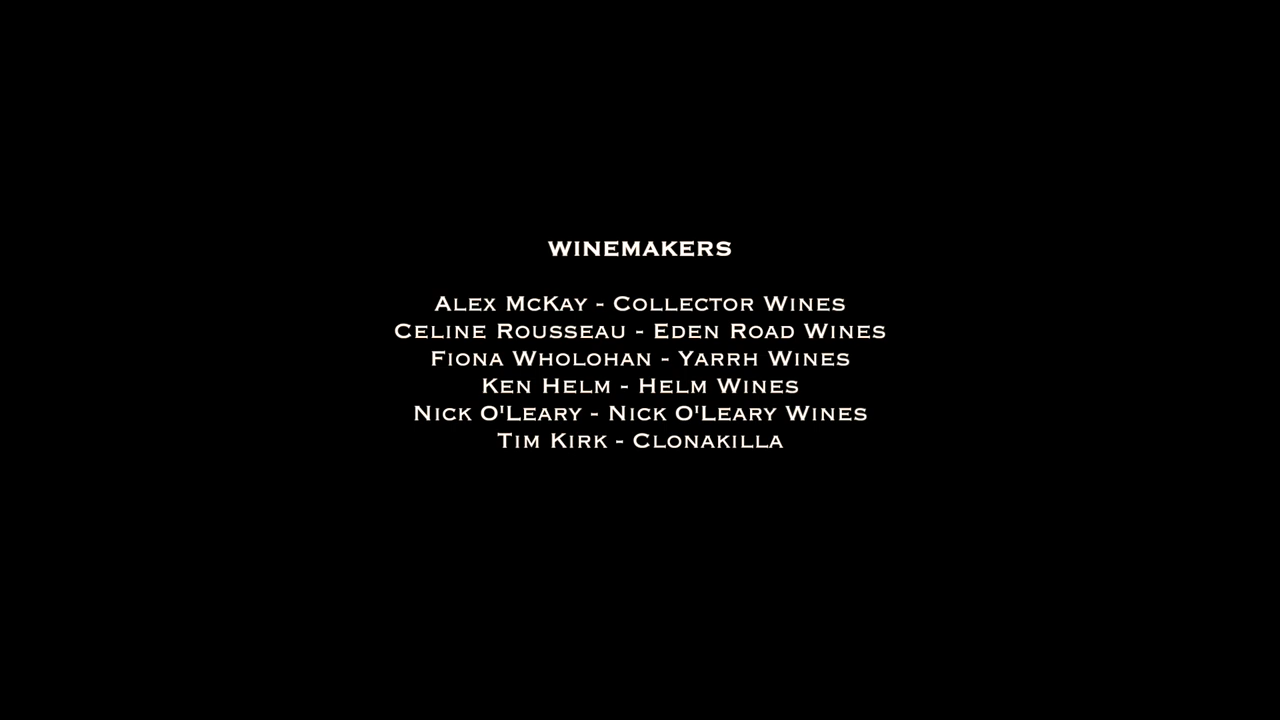 WINEMAKERS
Alex McKay - Collector Wines
Celine Rousseau - Eden Road Wines
Fiona Wholohan - Yarrh Wines
Ken Helm - Helm Wines
Nick O'Leary - Nick O'Leary Wines
Tim Kirk - Clonakilla